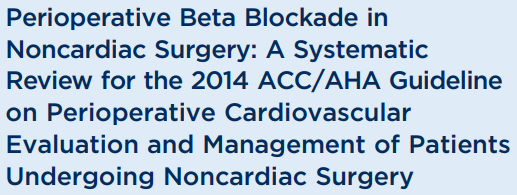 Perioperative Beta Blockade in
Noncardiac Surgery: A Systematic
Review for the 2014 ACC/AHA Guideline
on Perioperative Cardiovascular
Evaluation and Management of Patients
Undergoing Noncardiac Surgery